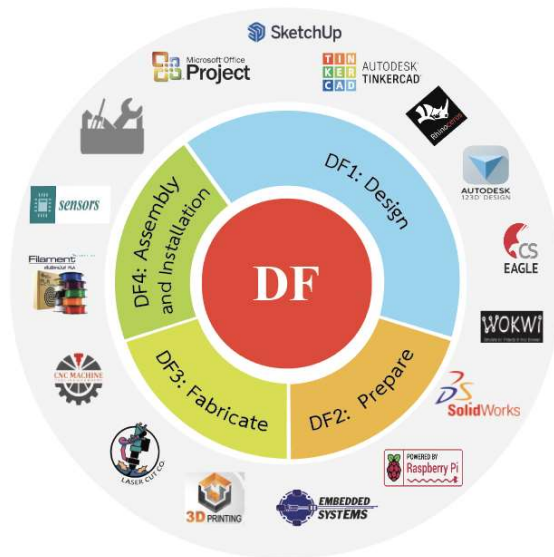 SketchUp
Microsoft Office
Project
TIN
KER
CAD
AUTODESK
TINKERCAD
Rhinoceros
AUTODESK
123D DESIGN
CS
EAGLE
WOKWI
SolidWorks
POWERED BY
Raspberry Pi
EMBEDDED
SYSTEMS
3D PRINTING
LASER CUT CO.
CNC MACHINE
Filament
sensors
DF1: Design
DF2: Prepare
DF3: Fabricate
DF4: Assembly
and Installation
DF